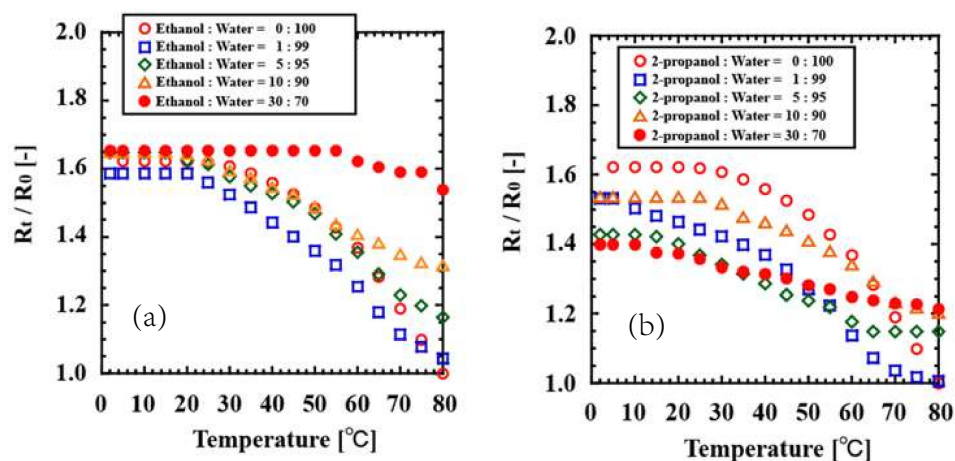 2.0
1.8
1.6
1.4
1.2
1.0
Rt / R0 [-]
Ethanol : Water = 0 : 100
Ethanol : Water = 1 : 99
Ethanol : Water = 5 : 95
Ethanol : Water = 10 : 90
Ethanol : Water = 30 : 70
(a)
0 10 20 30 40 50 60 70 80
Temperature [℃]
2.0
1.8
1.6
1.4
1.2
1.0
Rt / R0 [-]
2-propanol : Water = 0 : 100
2-propanol : Water = 1 : 99
2-propanol : Water = 5 : 95
2-propanol : Water = 10 : 90
2-propanol : Water = 30 : 70
(b)
0 10 20 30 40 50 60 70 80
Temperature [℃]